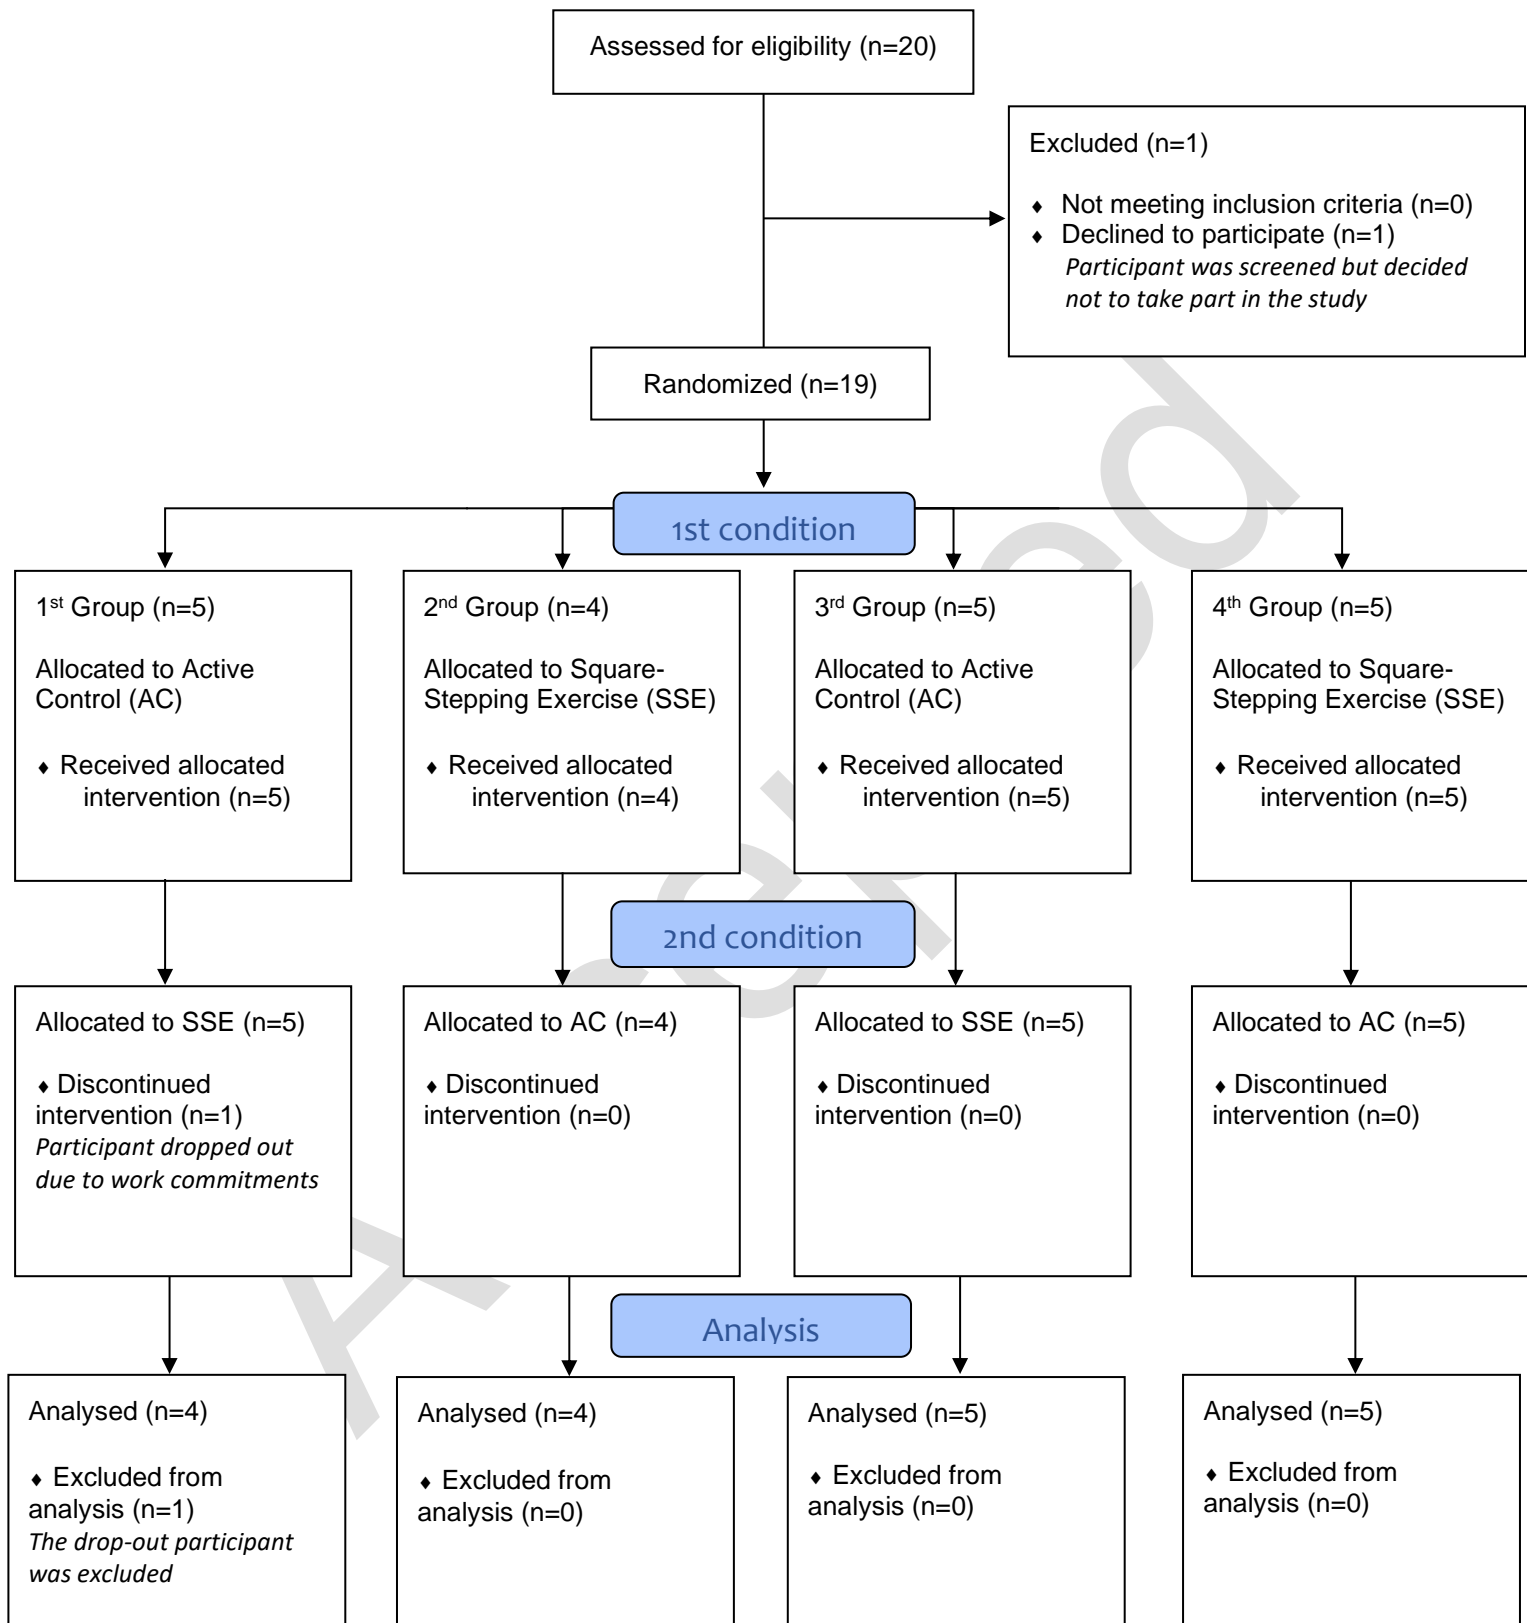 Assessed for eligibility (n=20)
Excluded (n=1)
♦ Not meeting inclusion criteria (n=0)
♦ Declined to participate (n=1)
Participant was screened but decided
not to take part in the study
Randomized (n=19)
1st condition
1st Group (n=5)
Allocated to Active
Control (AC)
♦ Received allocated
intervention (n=5)
2nd Group (n=4)
Allocated to Square-
Stepping Exercise (SSE)
♦ Received allocated
intervention (n=4)
3rd Group (n=5)
Allocated to Active
Control (AC)
♦ Received allocated
intervention (n=5)
4th Group (n=5)
Allocated to Square-
Stepping Exercise (SSE)
♦ Received allocated
intervention (n=5)
2nd condition
Allocated to SSE (n=5)
♦ Discontinued
intervention (n=1)
Participant dropped out
due to work commitments
Allocated to AC (n=4)
♦ Discontinued
intervention (n=0)
Allocated to SSE (n=5)
♦ Discontinued
intervention (n=0)
Allocated to AC (n=5)
♦ Discontinued
intervention (n=0)
Analysis
Analysed (n=4)
♦ Excluded from
analysis (n=1)
The drop-out participant
was excluded
Analysed (n=4)
♦ Excluded from
analysis (n=0)
Analysed (n=5)
♦ Excluded from
analysis (n=0)
Analysed (n=5)
♦ Excluded from
analysis (n=0)
Accepted